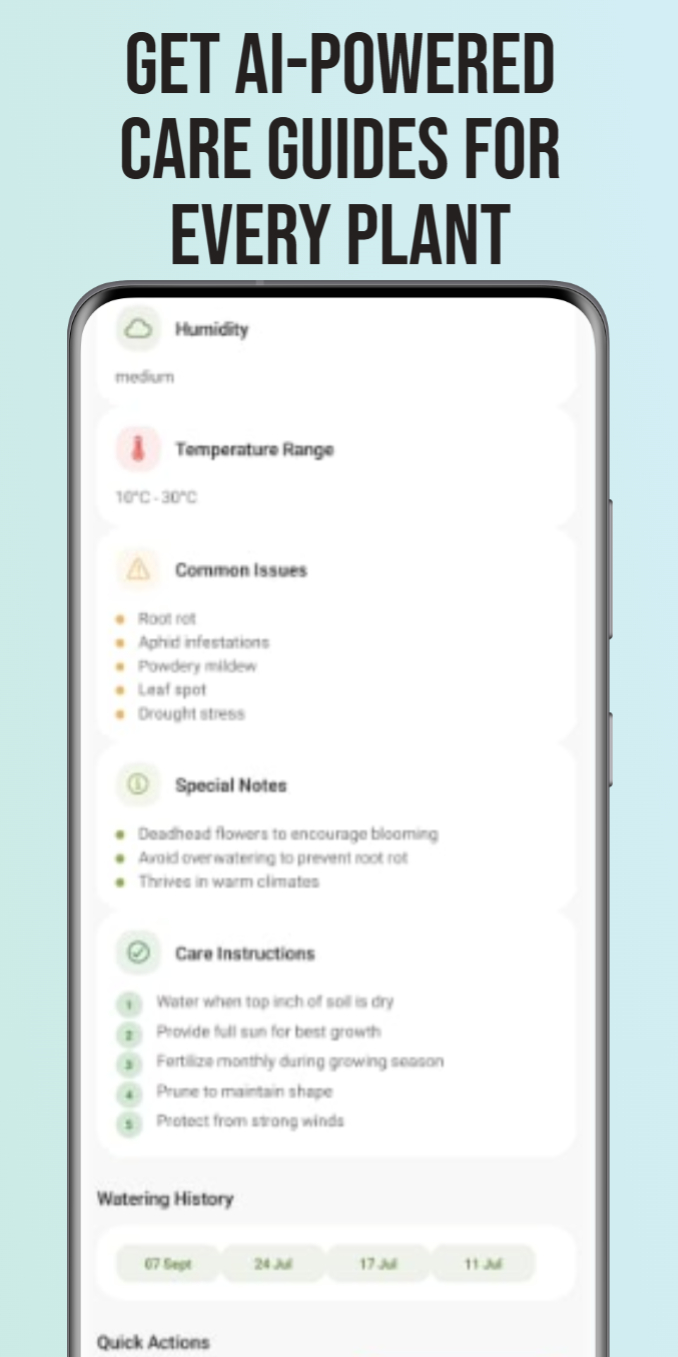 GET AI-POWERED
CARE GUIDES FOR
EVERY PLANT
Humidity
medium
Temperature Range
10°C - 30°C
Common Issues
Root rot
Aphid infestations
Powdery mildew
Leaf spot
Drought stress
Special Notes
Deadhead flowers to encourage blooming
Avoid overwatering to prevent root rot
Thrives in warm climates
Care Instructions
1 Water when top inch of soil is dry
2 Provide full sun for best growth
3 Fertilize monthly during growing season
4 Prune to maintain shape
5 Protect from strong winds
Watering History
07 Sept 24 Jul 17 Jul 11 Jul
Quick Actions